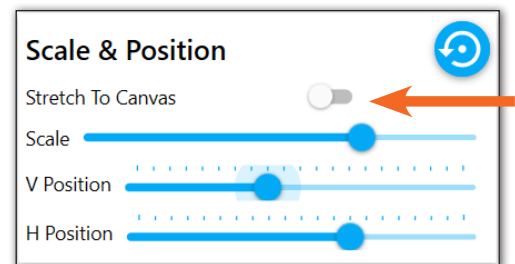 Scale & Position
Stretch To Canvas
Scale
V Position
H Position